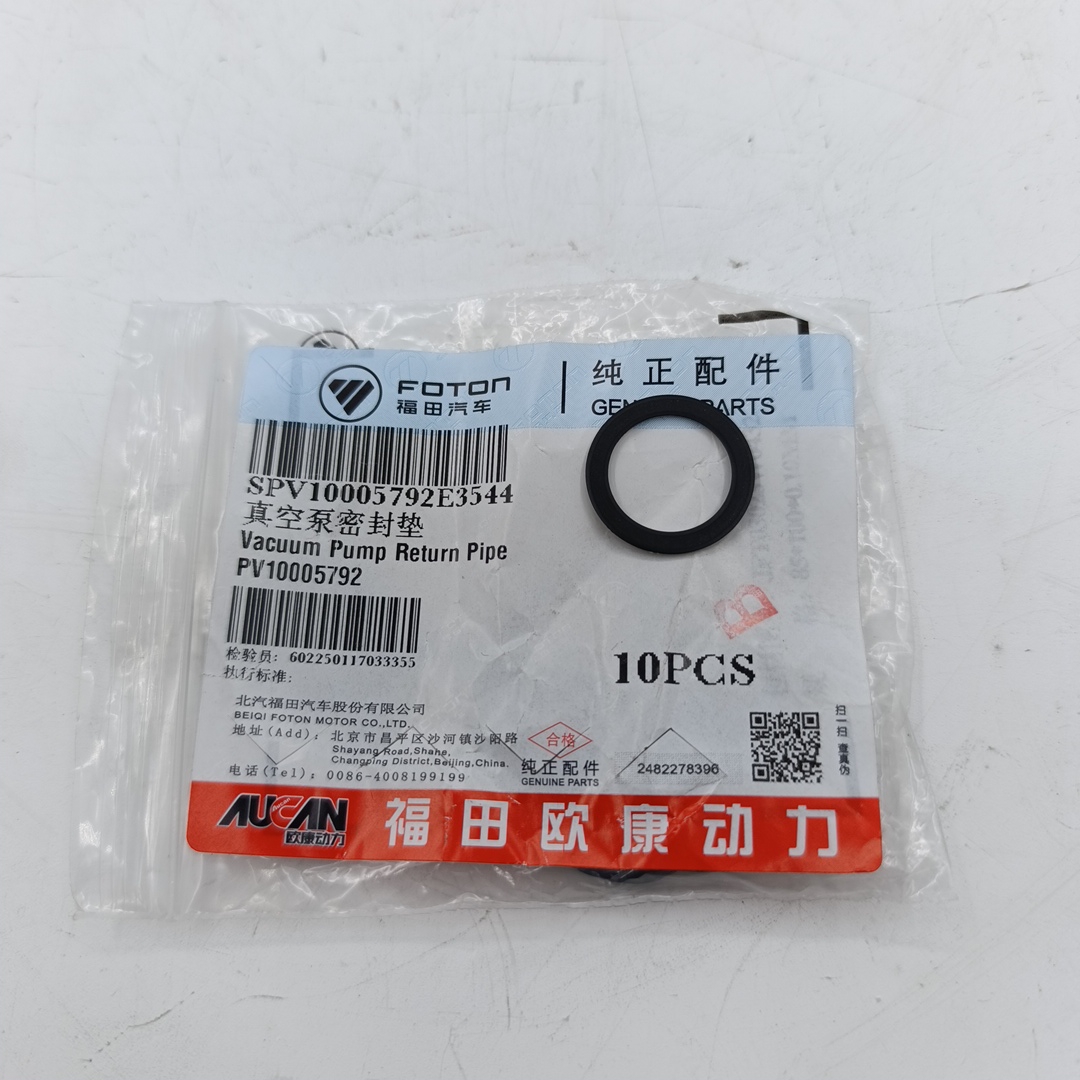 FOTON
福田汽车
纯正配件
PARTS
SPV10005792E3544
真空泵密封垫
Vacuum Pump Return Pipe
PV10005792
检验员: 602250117033355
执行标准:
10PCS
B
北汽福田汽车股份有限公司
BEIQI FOTON MOTOR CO.,LTD.
地址(Add): 北京市昌平区沙河镇沙阳路
Shayang Road,Shahe,
Changping District,Beijing,China.
电话(Tel): 0086-4008199199
合格
纯正配件
GENUINE PARTS
2482278396
扫一扫 查真伪
AUCAN
欧康动力
福田欧康动力